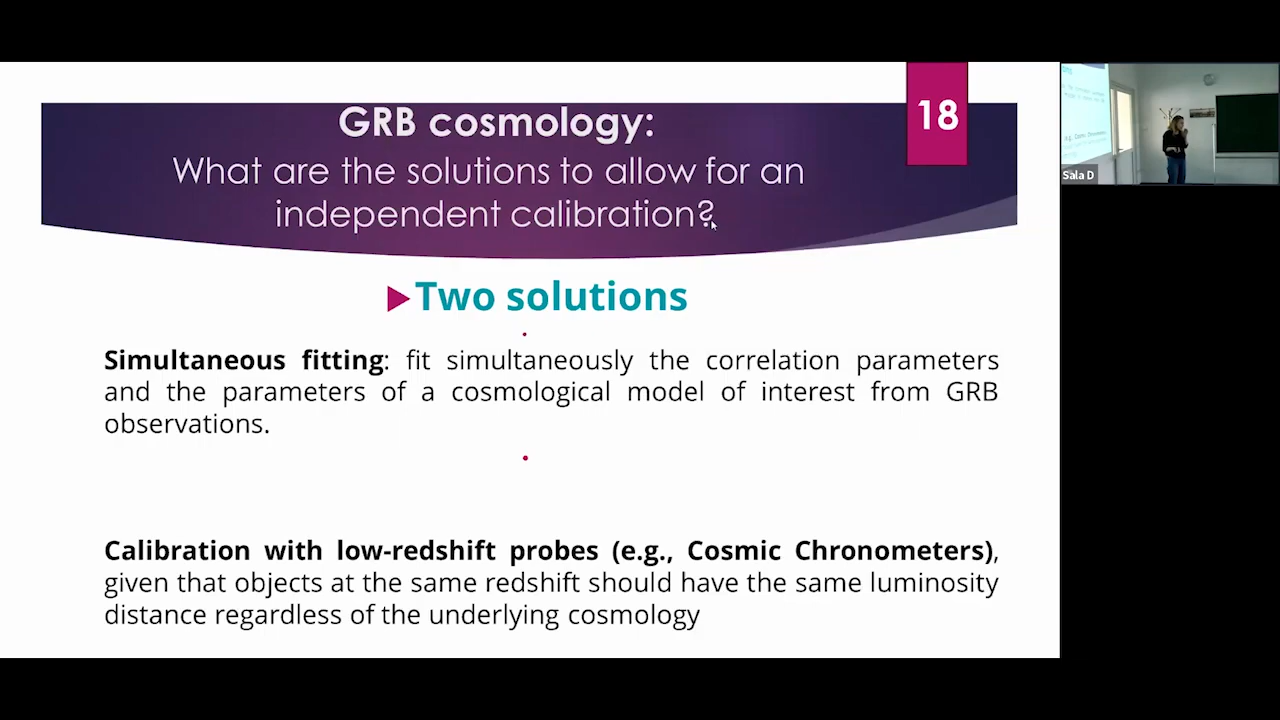 18
GRB cosmology:
What are the solutions to allow for an
independent calibration?
Two solutions
Simultaneous fitting: fit simultaneously the correlation parameters
and the parameters of a cosmological model of interest from GRB
observations.
Calibration with low-redshift probes (e.g., Cosmic Chronometers),
given that objects at the same redshift should have the same luminosity
distance regardless of the underlying cosmology
Sala D